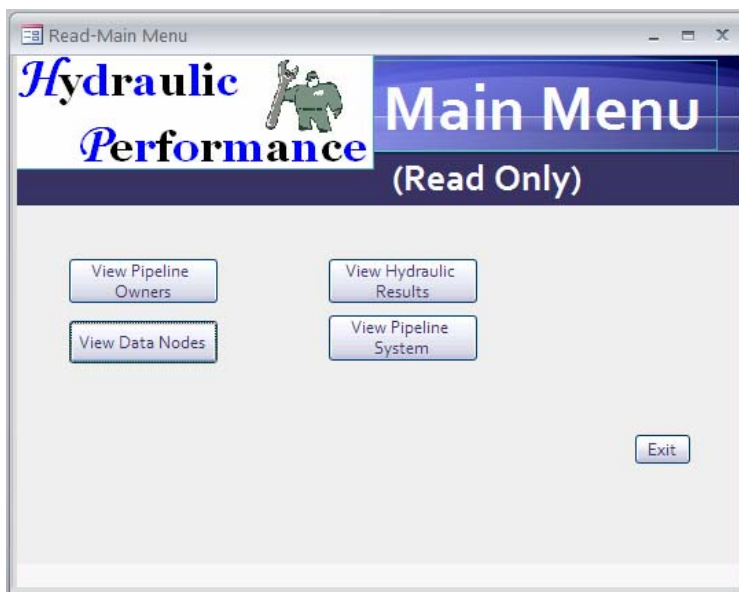 Read-Main Menu
Hydraulic
Performance
Main Menu
(Read Only)
View Pipeline
Owners
View Hydraulic
Results
View Data Nodes
View Pipeline
System
Exit